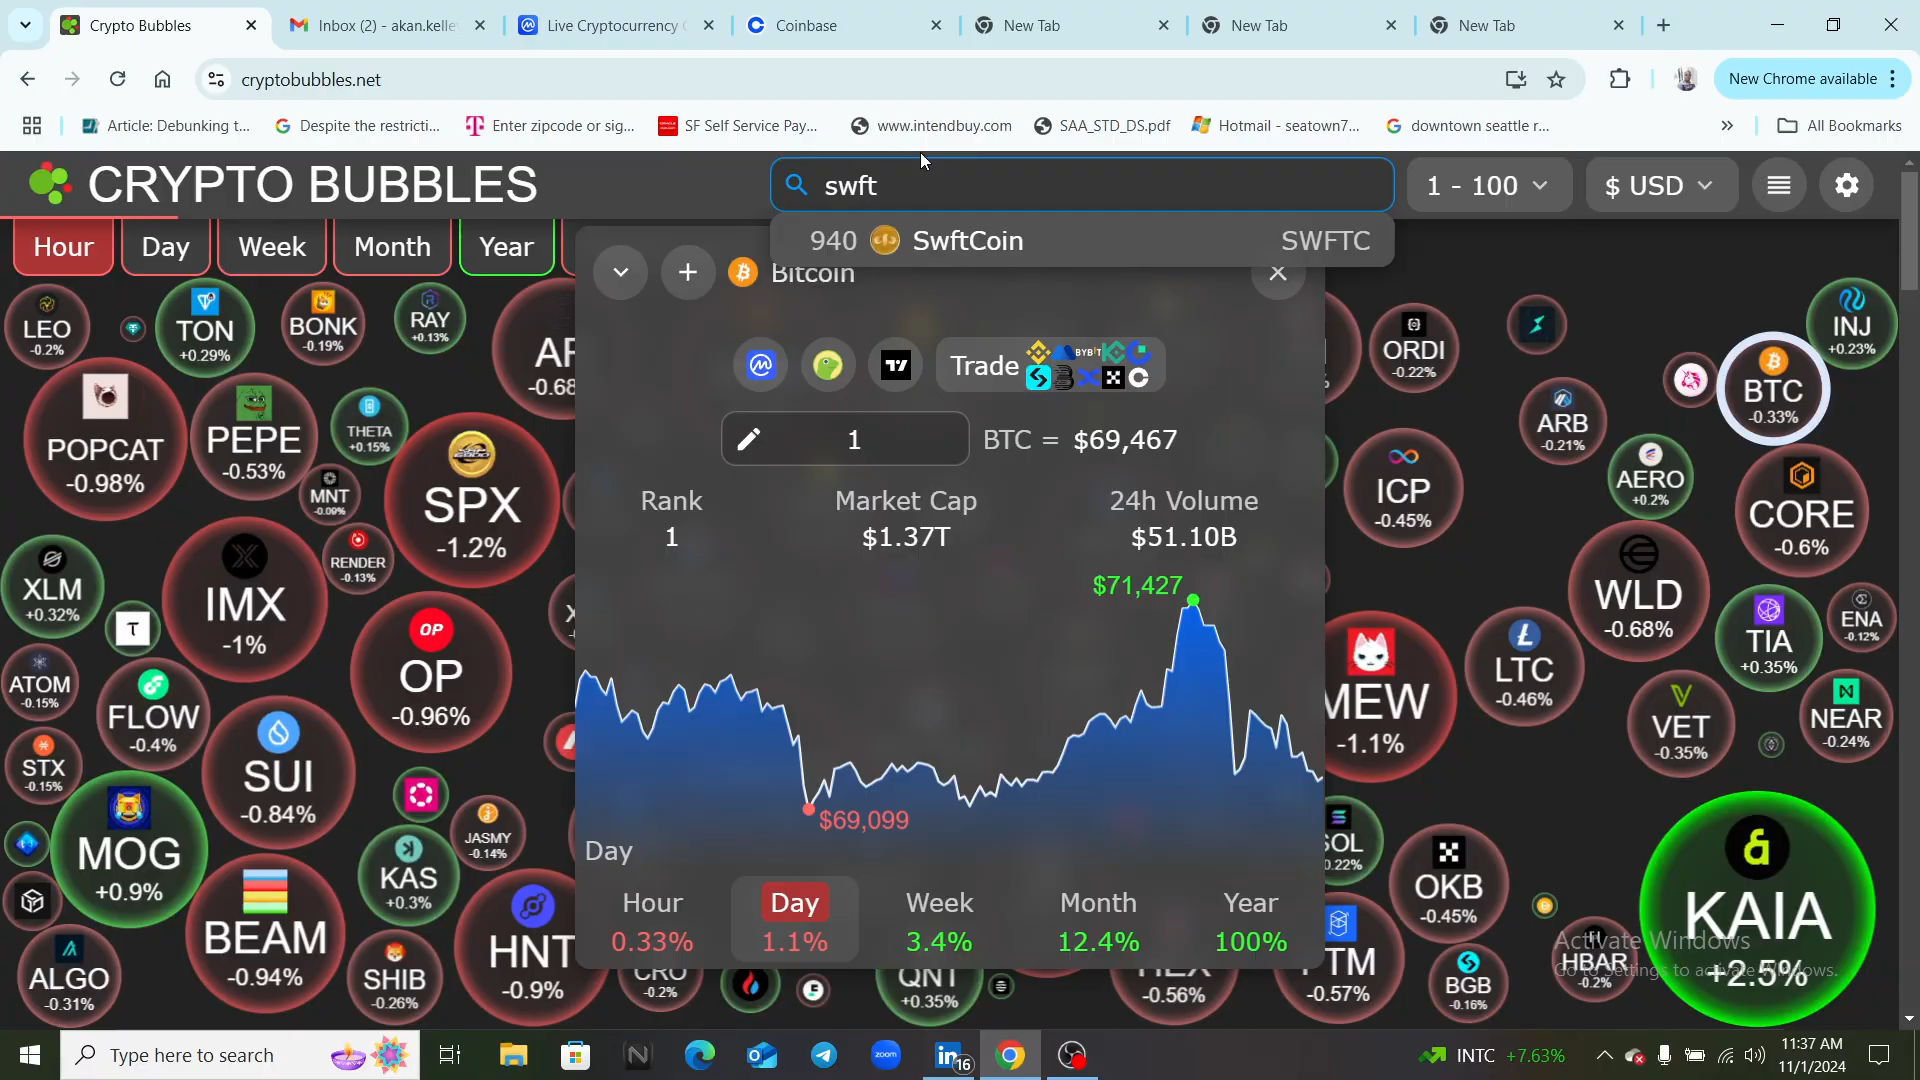 Crypto Bubbles
Inbox (2) - akan.kelle
Live Cryptocurrency
Coinbase
New Tab
New Tab
New Tab
cryptobubbles.net
New Chrome available
Article: Debunking t...
Despite the restricti...
Enter zipcode or sig...
SF Self Service Pay...
www.intendbuy.com
SAA_STD_DS.pdf
Hotmail - seatown7...
downtown seattle r...
All Bookmarks
CRYPTO BUBBLES
swft
1 - 100
$ USD
940 SwftCoin SWFTC
Hour
Day
Week
Month
Year
Bitcoin
Trade
BYBIT
1
BTC = $69,467
Rank
1
Market Cap
$1.37T
24h Volume
$51.10B
$71,427
$69,099
Day
Hour
0.33%
Day
1.1%
Week
3.4%
Month
12.4%
Year
100%
LEO
-0.2%
TON
+0.29%
BONK
-0.19%
RAY
+0.13%
-0.68
POPCAT
-0.98%
PEPE
-0.53%
THETA
+0.15%
MNT
-0.09%
SPX
-1.2%
XLM
+0.32%
IMX
-1%
RENDER
-0.13%
OP
OP
-0.96%
ATOM
-0.15%
FLOW
-0.4%
SUI
-0.84%
STX
-0.15%
MOG
+0.9%
KAS
+0.3%
JASMY
-0.14%
BEAM
-0.94%
SHIB
-0.26%
HNT
-0.9%
ALGO
-0.31%
CRO
-0.2%
QNT
+0.35%
HEX
-0.56%
FTM
-0.57%
ORDI
-0.22%
INJ
+0.23%
BTC
-0.33%
ARB
-0.21%
ICP
-0.45%
AERO
+0.2%
CORE
-0.6%
WLD
-0.68%
TIA
+0.35%
ENA
-0.12%
LTC
-0.46%
MEW
-1.1%
VET
-0.35%
NEAR
-0.24%
SOL
0.22%
OKB
-0.45%
KAIA
+2.5%
HBAR
-0.2%
BGB
-0.16%
Activate Windows
Go to Settings to activate Windows.
Type here to search
zoom
16
INTC +7.63%
11:37 AM
11/1/2024